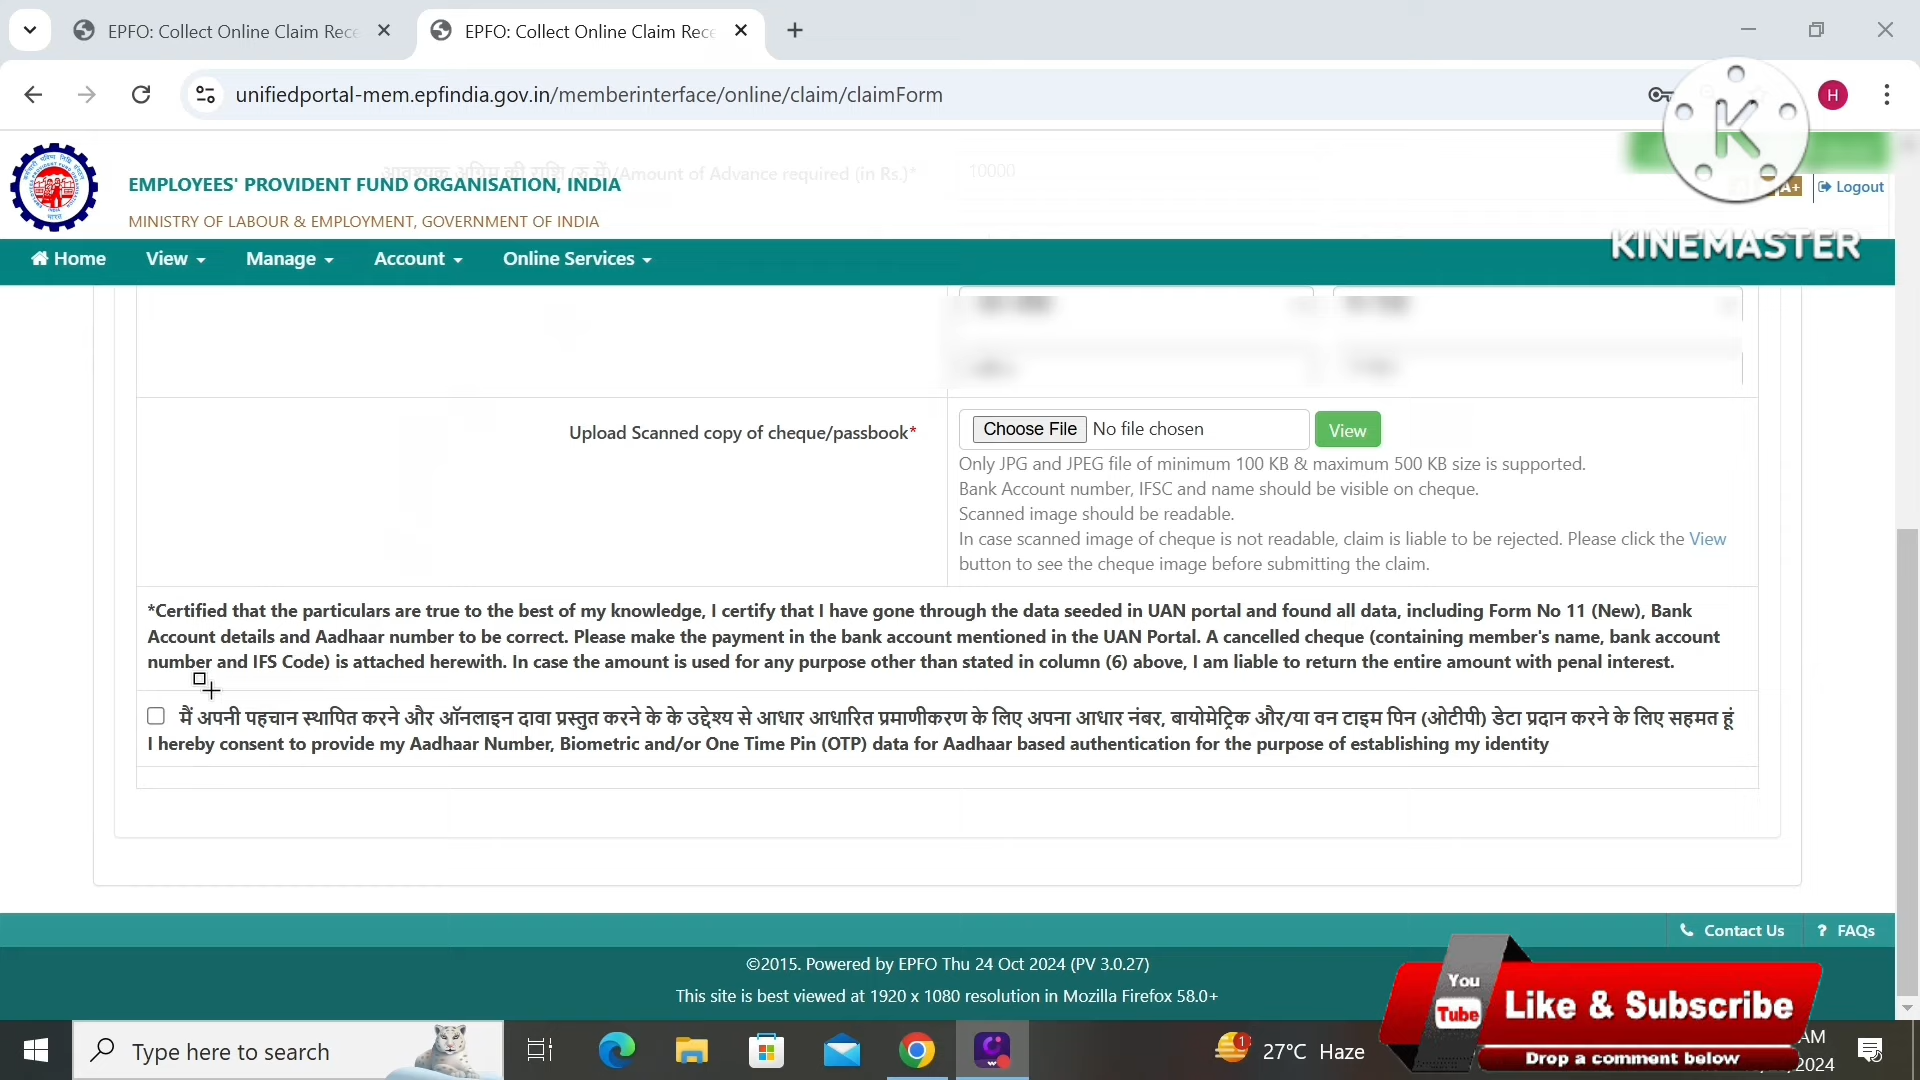 EPFO: Collect Online Claim Rece
EPFO: Collect Online Claim Rece
unifiedportal-mem.epfindia.gov.in/memberinterface/online/claim/claimForm
H
K
KINEMASTER
आवश्यक अग्रिम की राशि (रु में)/Amount of Advance required (in Rs.)*
10000
EMPLOYEES' PROVIDENT FUND ORGANISATION, INDIA
MINISTRY OF LABOUR & EMPLOYMENT, GOVERNMENT OF INDIA
A+
Logout
Home
View
Manage
Account
Online Services
Upload Scanned copy of cheque/passbook*
Choose File No file chosen
View
Only JPG and JPEG file of minimum 100 KB & maximum 500 KB size is supported.
Bank Account number, IFSC and name should be visible on cheque.
Scanned image should be readable.
In case scanned image of cheque is not readable, claim is liable to be rejected. Please click the View
button to see the cheque image before submitting the claim.
*Certified that the particulars are true to the best of my knowledge, I certify that I have gone through the data seeded in UAN portal and found all data, including Form No 11 (New), Bank
Account details and Aadhaar number to be correct. Please make the payment in the bank account mentioned in the UAN Portal. A cancelled cheque (containing member's name, bank account
number and IFS Code) is attached herewith. In case the amount is used for any purpose other than stated in column (6) above, I am liable to return the entire amount with penal interest.
मैं अपनी पहचान स्थापित करने और ऑनलाइन दावा प्रस्तुत करने के के उद्देश्य से आधार आधारित प्रमाणीकरण के लिए अपना आधार नंबर, बायोमेट्रिक और/या वन टाइम पिन (ओटीपी) डेटा प्रदान करने के लिए सहमत हूं
I hereby consent to provide my Aadhaar Number, Biometric and/or One Time Pin (OTP) data for Aadhaar based authentication for the purpose of establishing my identity
Contact Us
? FAQs
©2015. Powered by EPFO Thu 24 Oct 2024 (PV 3.0.27)
This site is best viewed at 1920 x 1080 resolution in Mozilla Firefox 58.0+
You
Tube
Like & Subscribe
Drop a comment below
Type here to search
1
27°C Haze
AM
2024